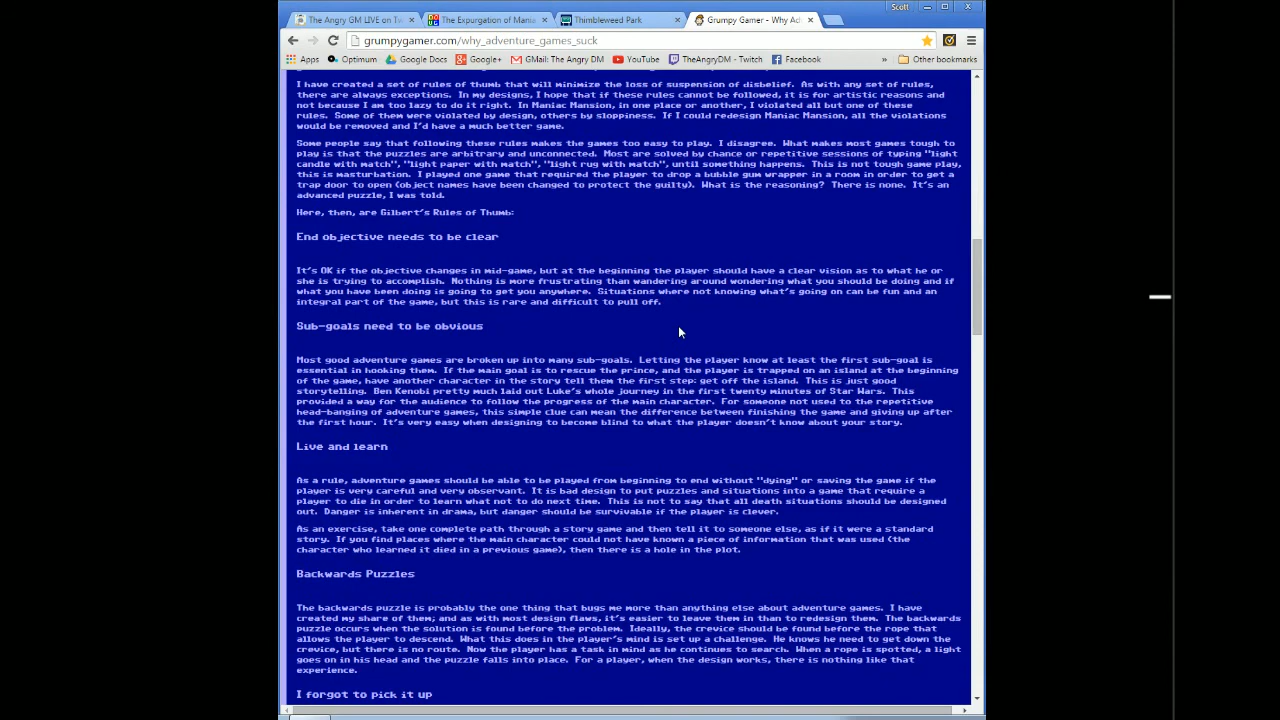 Scott
The Angry GM LIVE on Tw
The Expurgation of Mania
Thimbleweed Park
Grumpy Gamer - Why Adv
grumpygamer.com/why_adventure_games_suck
Apps Optimum Google Docs Google+ GMail: The Angry DM YouTube TheAngryDM - Twitch Facebook » Other bookmarks
I have created a set of rules of thumb that will minimize the loss of suspension of disbelief. As with any set of rules,
there are always exceptions. In my designs, I hope that if these rules cannot be followed, it is for artistic reasons and
not because I am too lazy to do it right. In Maniac Mansion, in one place or another, I violated all but one of these
rules. Some of them were violated by design, others by sloppiness. If I could redesign Maniac Mansion, all the violations
would be removed and I'd have a much better game.
Some people say that following these rules makes the games too easy to play. I disagree. What makes most games tough to
play is that the puzzles are arbitrary and unconnected. Most are solved by chance or repetitive sessions of typing "light
candle with match", "light paper with match", "light rug with match", until something happens. This is not tough game play,
this is masturbation. I played one game that required the player to drop a bubble gum wrapper in a room in order to get a
trap door to open (object names have been changed to protect the guilty). What is the reasoning? There is none. It's an
advanced puzzle, I was told.
Here, then, are Gilbert's Rules of Thumb:
End objective needs to be clear
It's OK if the objective changes in mid-game, but at the beginning the player should have a clear vision as to what he or
she is trying to accomplish. Nothing is more frustrating than wandering around wondering what you should be doing and if
what you have been doing is going to get you anywhere. Situations where not knowing what's going on can be fun and an
integral part of the game, but this is rare and difficult to pull off.
Sub-goals need to be obvious
Most good adventure games are broken up into many sub-goals. Letting the player know at least the first sub-goal is
essential in hooking them. If the main goal is to rescue the prince, and the player is trapped on an island at the beginning
of the game, have another character in the story tell them the first step: get off the island. This is just good
storytelling. Ben Kenobi pretty much laid out Luke's whole journey in the first twenty minutes of Star Wars. This
provided a way for the audience to follow the progress of the main character. For someone not used to the repetitive
head-banging of adventure games, this simple clue can mean the difference between finishing the game and giving up after
the first hour. It's very easy when designing to become blind to what the player doesn't know about your story.
Live and learn
As a rule, adventure games should be able to be played from beginning to end without "dying" or saving the game if the
player is very careful and very observant. It is bad design to put puzzles and situations into a game that require a
player to die in order to learn what not to do next time. This is not to say that all death situations should be designed
out. Danger is inherent in drama, but danger should be survivable if the player is clever.
As an exercise, take one complete path through a story game and then tell it to someone else, as if it were a standard
story. If you find places where the main character could not have known a piece of information that was used (the
character who learned it died in a previous game), then there is a hole in the plot.
Backwards Puzzles
The backwards puzzle is probably the one thing that bugs me more than anything else about adventure games. I have
created my share of them; and as with most design flaws, it's easier to leave them in than to redesign them. The backwards
puzzle occurs when the solution is found before the problem. Ideally, the crevice should be found before the rope that
allows the player to descend. What this does in the player's mind is set up a challenge. He knows he need to get down the
crevice, but there is no route. Now the player has a task in mind as he continues to search. When a rope is spotted, a light
goes on in his head and the puzzle falls into place. For a player, when the design works, there is nothing like that
experience.
I forgot to pick it up